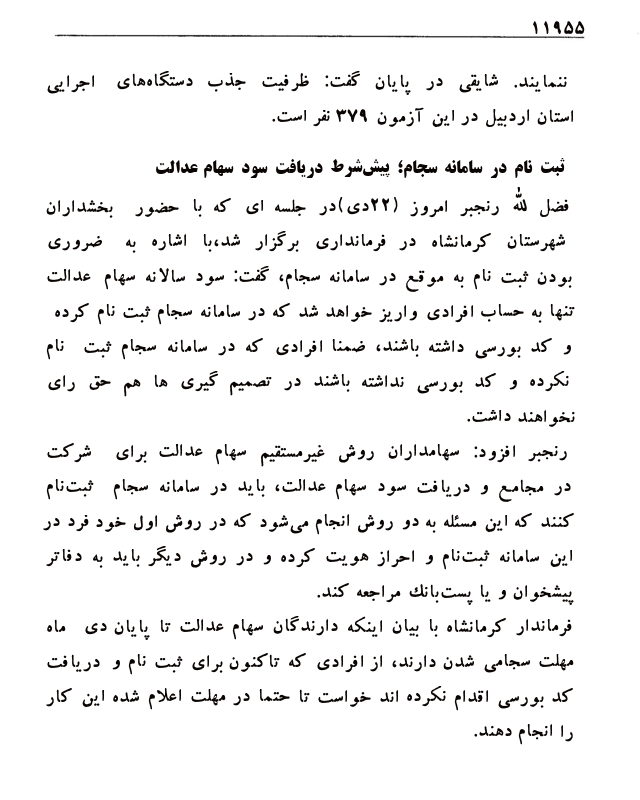 ۱۱۹۵۵
ننمایند. شایقی در پایان گفت: ظرفیت جذب دستگاه‌های اجرایی
استان اردبیل در این آزمون ۳۷۹ نفر است.
ثبت نام در سامانه سجام؛ پیش‌شرط دریافت سود سهام عدالت
فضل لله رنجبر امروز (۲۲دی)در جلسه ای که با حضور بخشداران
شهرستان کرمانشاه در فرمانداری برگزار شد،با اشاره به ضروری
بودن ثبت نام به موقع در سامانه سجام، گفت: سود سالانه سهام عدالت
تنها به حساب افرادی واریز خواهد شد که در سامانه سجام ثبت نام کرده
و کد بورسی داشته باشند، ضمنا افرادی که در سامانه سجام ثبت نام
نکرده و کد بورسی نداشته باشند در تصمیم گیری ها هم حق رای
نخواهند داشت.
رنجبر افزود: سهامداران روش غیرمستقیم سهام عدالت برای شرکت
در مجامع و دریافت سود سهام عدالت، باید در سامانه سجام ثبت‌نام
کنند که این مسئله به دو روش انجام می‌شود که در روش اول خود فرد در
این سامانه ثبت‌نام و احراز هویت کرده و در روش دیگر باید به دفاتر
پیشخوان و یا پست‌بانك مراجعه کند.
فرماندار کرمانشاه با بیان اینکه دارندگان سهام عدالت تا پایان دی ماه
مهلت سجامی شدن دارند، از افرادی که تاکنون برای ثبت نام و دریافت
کد بورسی اقدام نکرده اند خواست تا حتما در مهلت اعلام شده این کار
را انجام دهند.